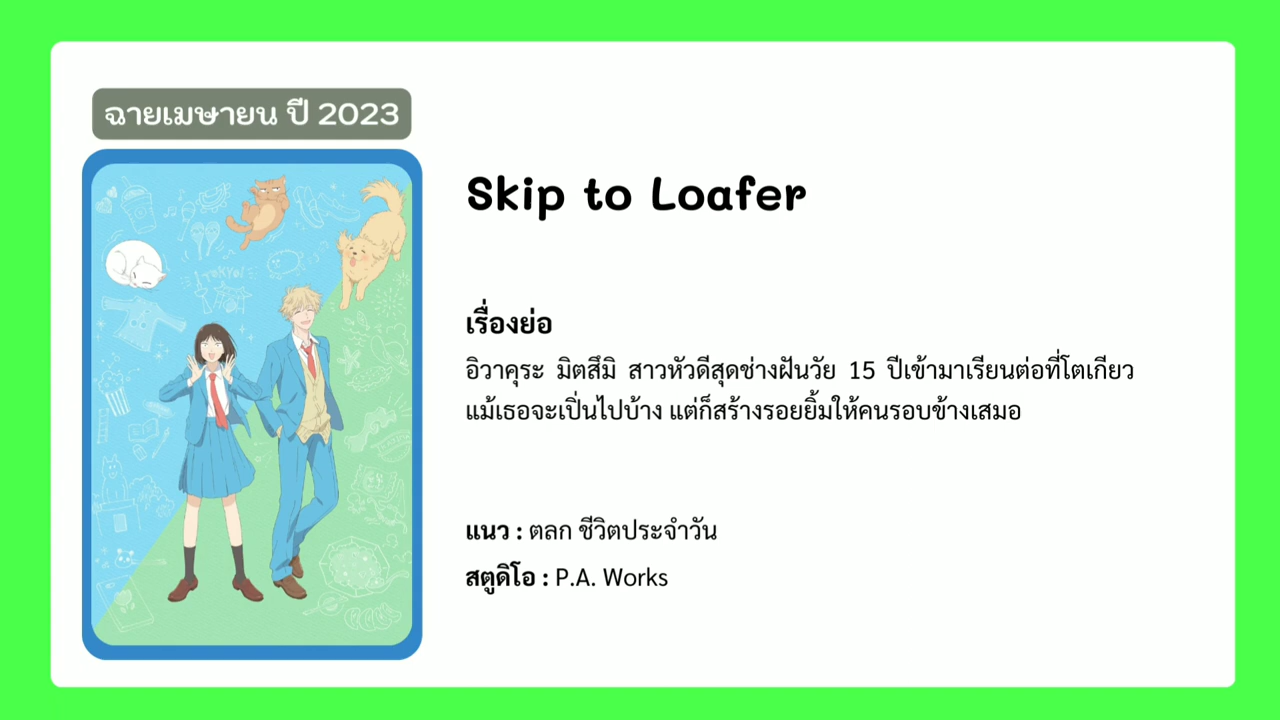 ฉายเมษายน ปี 2023
TOKYO!
Skip to Loafer
เรื่องย่อ
อิวาคุระ มิตสึมิ สาวหัวดีสุดช่างฝันวัย 15 ปีเข้ามาเรียนต่อที่โตเกียว
แม้เธอจะเปิ่นไปบ้าง แต่ก็สร้างรอยยิ้มให้คนรอบข้างเสมอ
แนว : ตลก ชีวิตประจำวัน
สตูดิโอ : P.A. Works